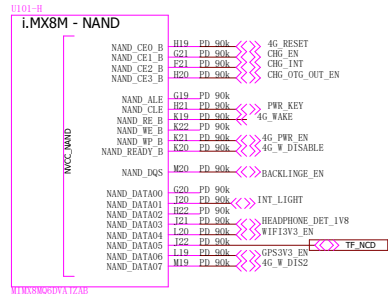 U101-H
i.MX8M - NAND
NVCC_NAND
NAND_CE0_B H19 PD 90k 4G_RESET
NAND_CE1_B G21 PD 90k CHG_EN
NAND_CE2_B F21 PD 90k CHG_INT
NAND_CE3_B H20 PD 90k CHG_OTG_OUT_EN
NAND_ALE G19 PD 90k
NAND_CLE H21 PD 90k PWR_KEY
NAND_RE_B K19 PD 90k 4G_WAKE
NAND_WE_B K22 PD 90k
NAND_WP_B K21 PD 90k 4G_PWR_EN
NAND_READY_B K20 PD 90k 4G_W_DISABLE
NAND_DQS M20 PD 90k BACKLINGE_EN
NAND_DATA00 G20 PD 90k
NAND_DATA01 J20 PD 90k INT_LIGHT
NAND_DATA02 H22 PD 90k
NAND_DATA03 J21 PD 90k HEADPHONE_DET_1V8
NAND_DATA04 L20 PD 90k WIFI3V3_EN
NAND_DATA05 J22 PD 90k TF_NCD
NAND_DATA06 L19 PD 90k GPS3V3_EN
NAND_DATA07 M19 PD 90k 4G_W_DIS2
MIMX8MQ6DVAJZAB